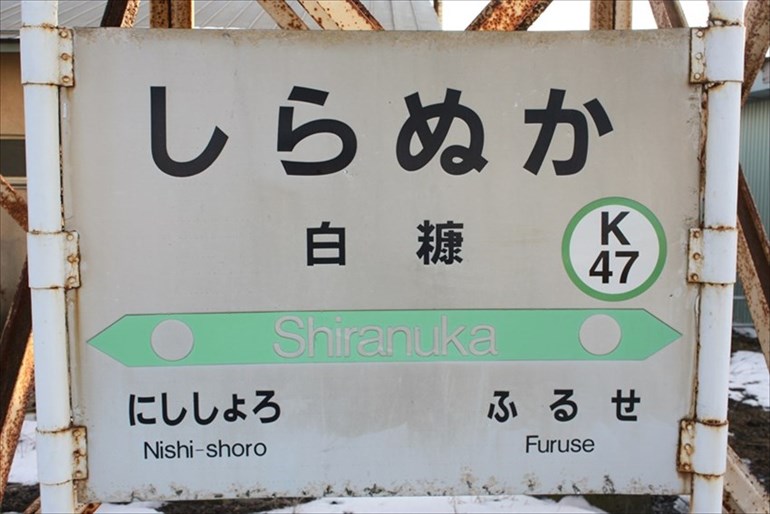 しらぬか
白糠
K
47
Shiranuka
にししょろ
Nishi-shoro
ふるせ
Furuse